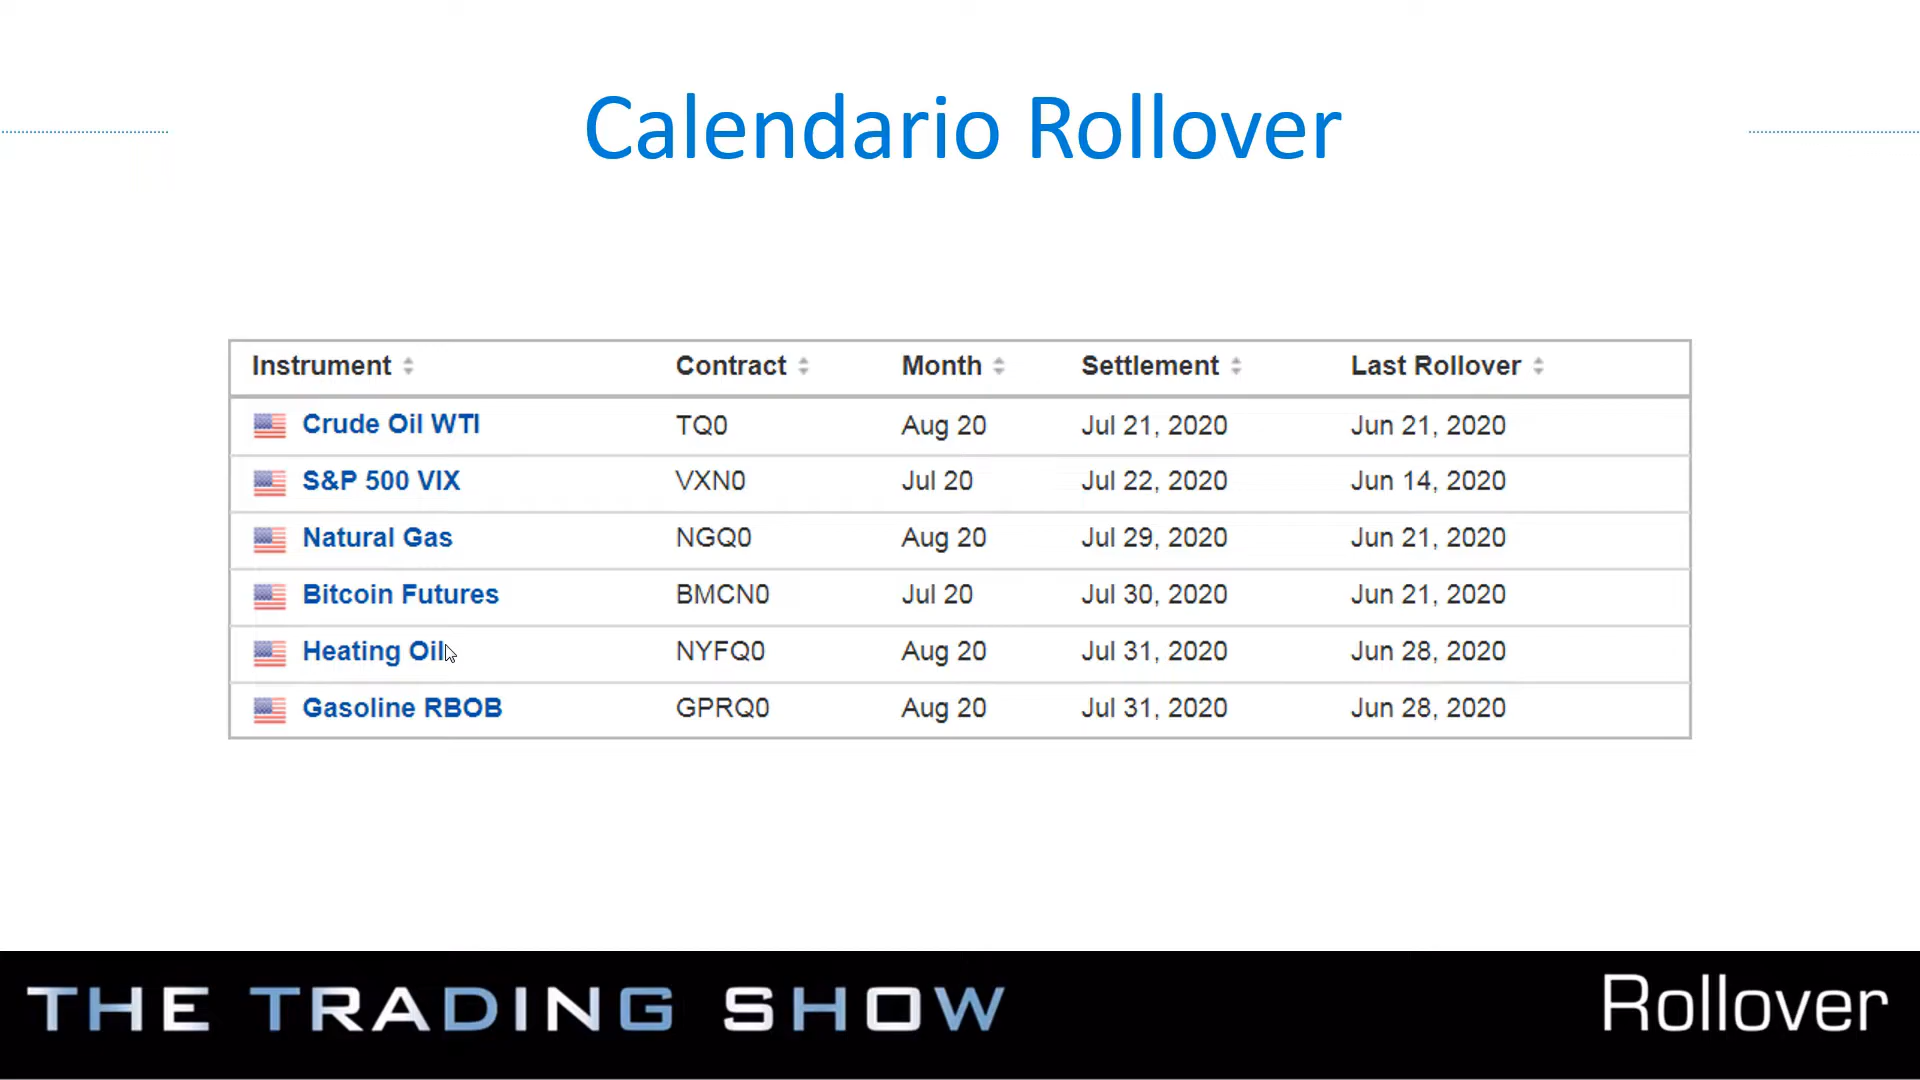 Calendario Rollover
Instrument Contract Month Settlement Last Rollover
Crude Oil WTI TQ0 Aug 20 Jul 21, 2020 Jun 21, 2020
S&P 500 VIX VXN0 Jul 20 Jul 22, 2020 Jun 14, 2020
Natural Gas NGQ0 Aug 20 Jul 29, 2020 Jun 21, 2020
Bitcoin Futures BMCN0 Jul 20 Jul 30, 2020 Jun 21, 2020
Heating Oil NYFQ0 Aug 20 Jul 31, 2020 Jun 28, 2020
Gasoline RBOB GPRQ0 Aug 20 Jul 31, 2020 Jun 28, 2020
THE TRADING SHOW Rollover